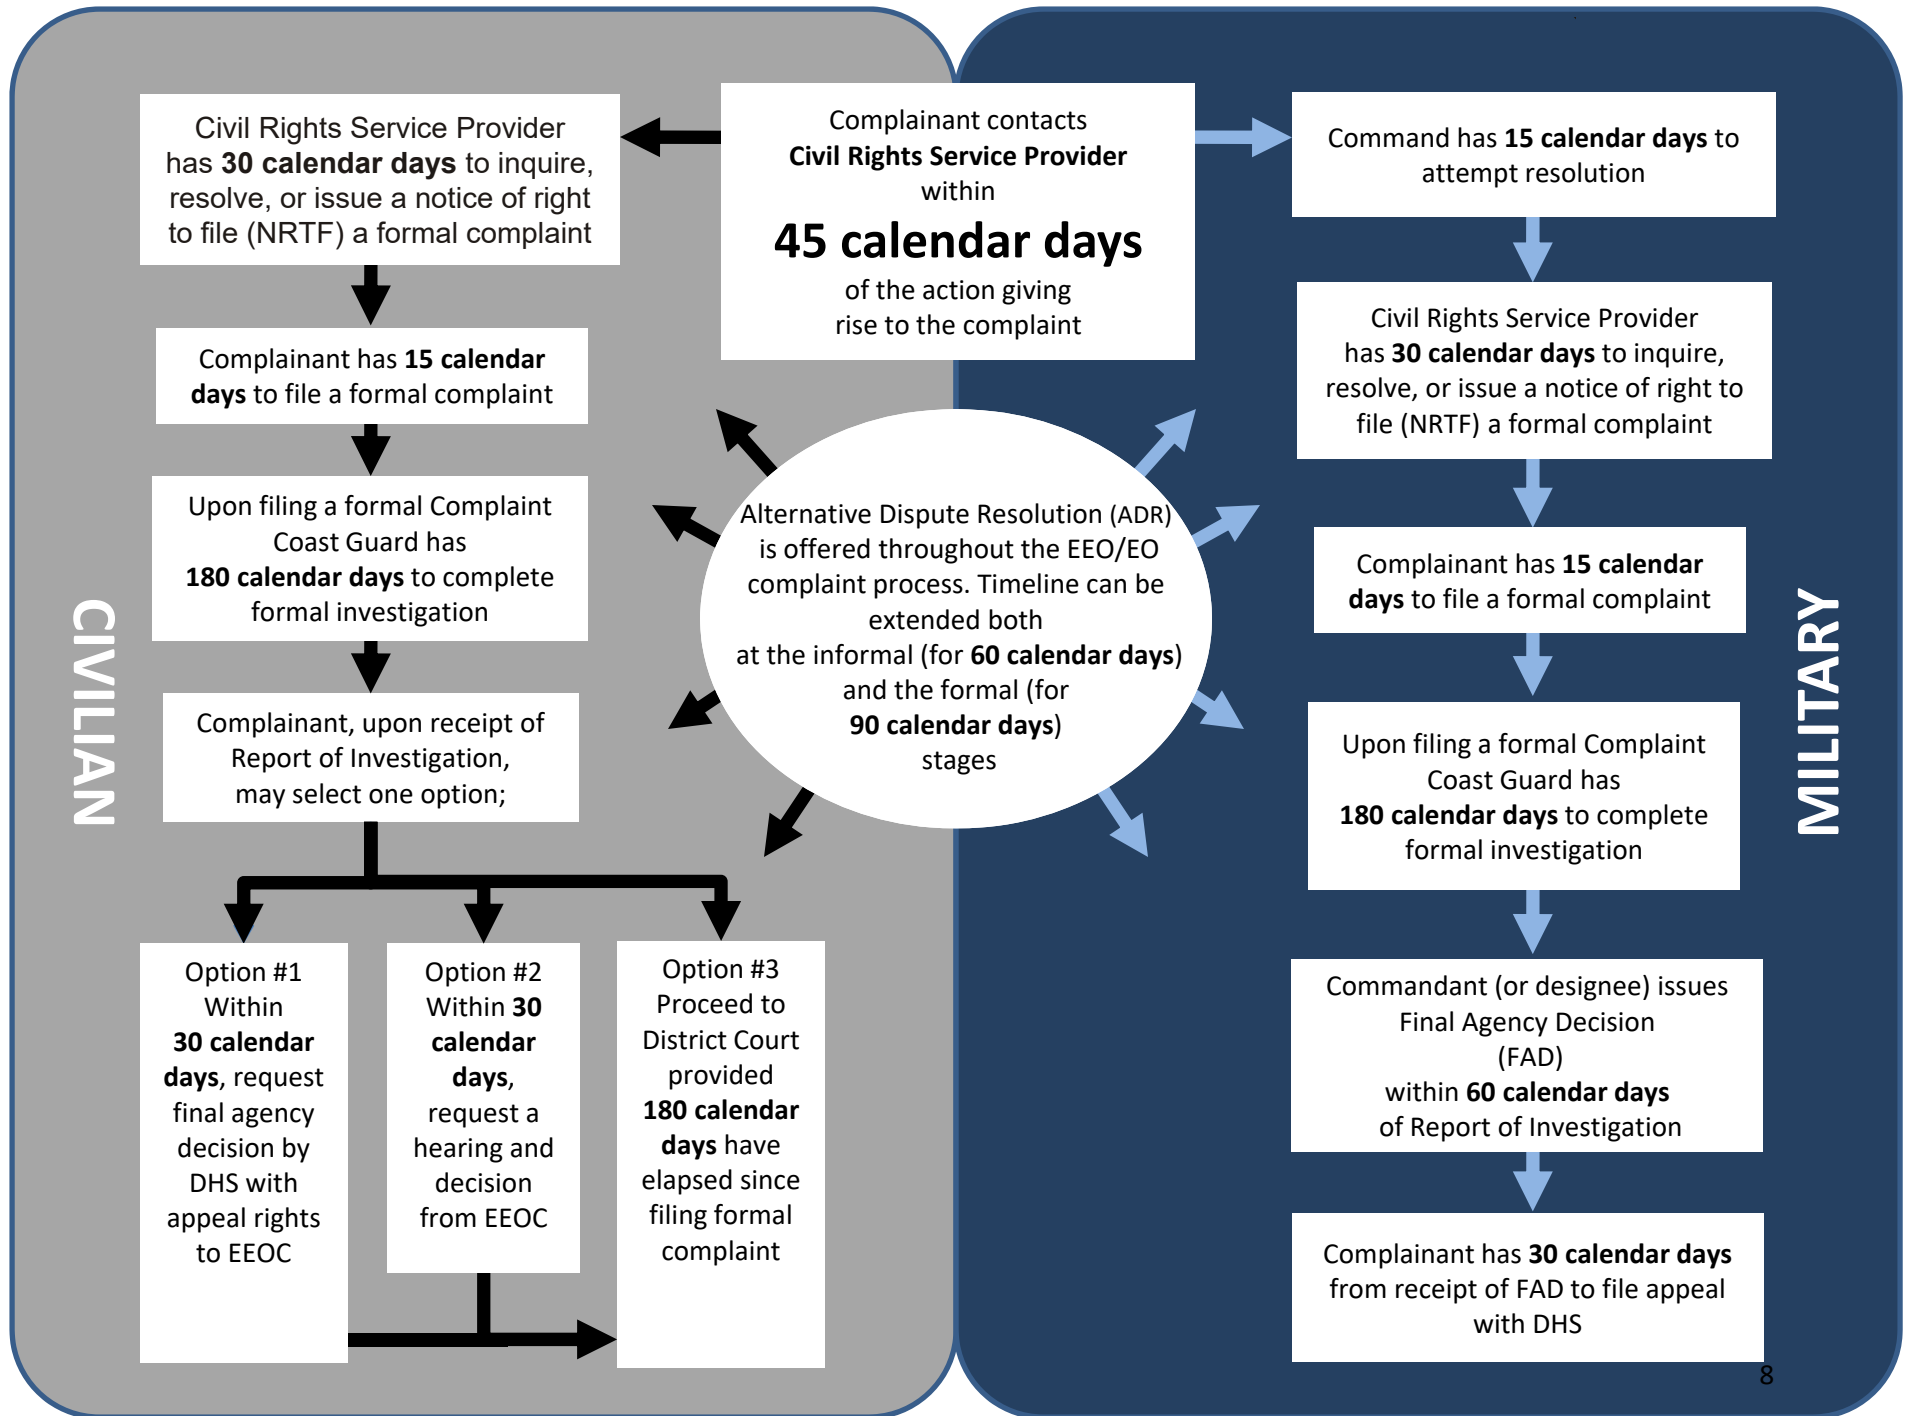 Complainant contacts
Civil Rights Service Provider
within
45 calendar days
of the action giving
rise to the complaint
CIVILIAN
Civil Rights Service Provider
has 30 calendar days to inquire,
resolve, or issue a notice of right
to file (NRTF) a formal complaint
Complainant has 15 calendar
days to file a formal complaint
Upon filing a formal Complaint
Coast Guard has
180 calendar days to complete
formal investigation
Complainant, upon receipt of
Report of Investigation,
may select one option;
Option #1
Within
30 calendar
days, request
final agency
decision by
DHS with
appeal rights
to EEOC
Option #2
Within 30
calendar
days,
request a
hearing and
decision
from EEOC
Option #3
Proceed to
District Court
provided
180 calendar
days have
elapsed since
filing formal
complaint
Alternative Dispute Resolution (ADR)
is offered throughout the EEO/EO
complaint process. Timeline can be
extended both
at the informal (for 60 calendar days)
and the formal (for
90 calendar days)
stages
MILITARY
Command has 15 calendar days to
attempt resolution
Civil Rights Service Provider
has 30 calendar days to inquire,
resolve, or issue a notice of right to
file (NRTF) a formal complaint
Complainant has 15 calendar
days to file a formal complaint
Upon filing a formal Complaint
Coast Guard has
180 calendar days to complete
formal investigation
Commandant (or designee) issues
Final Agency Decision
(FAD)
within 60 calendar days
of Report of Investigation
Complainant has 30 calendar days
from receipt of FAD to file appeal
with DHS
8